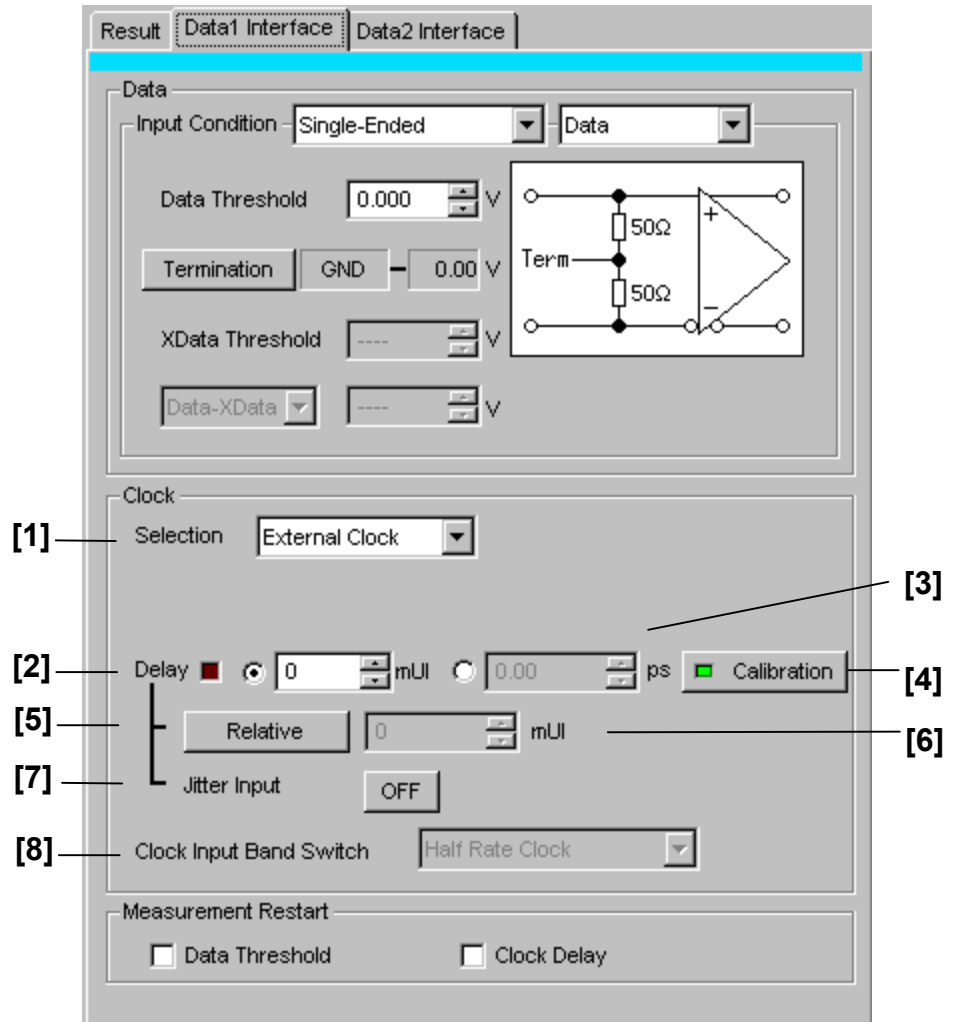 Result Data1 Interface Data2 Interface
Data
Input Condition Single-Ended Data
Data Threshold 0.000 V
50Ω
+
Termination GND - 0.00 V
Term
50Ω
−
XData Threshold ---- V
Data-XData ---- V
Clock
[1] Selection External Clock
[3]
[2] Delay 0 mUI 0.00 ps Calibration [4]
[5] Relative 0 mUI [6]
[7] Jitter Input OFF
[8] Clock Input Band Switch Half Rate Clock
Measurement Restart
Data Threshold Clock Delay